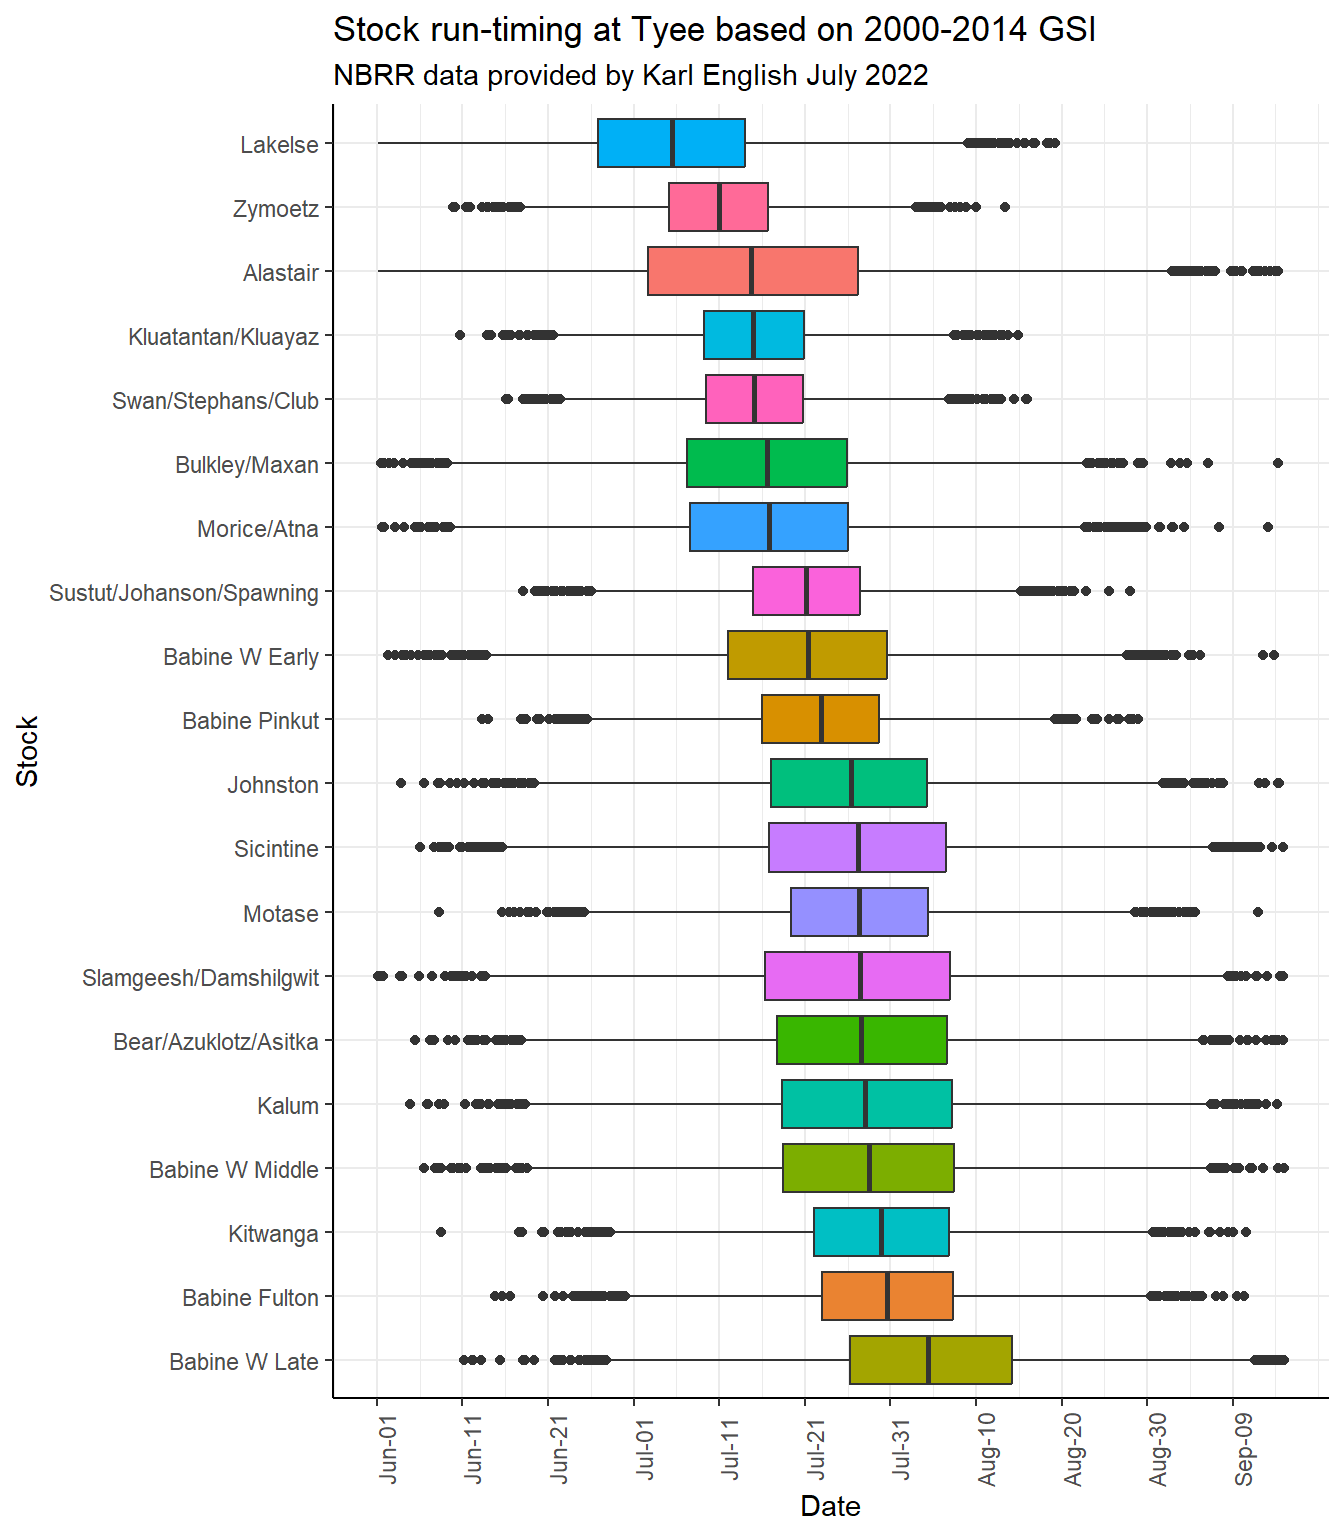 Stock run-timing at Tyee based on 2000-2014 GSI
NBRR data provided by Karl English July 2022
Lakelse
Zymoetz
Alastair
Kluatantan/Kluayaz
Swan/Stephans/Club
Bulkley/Maxan
Morice/Atna
Sustut/Johanson/Spawning
Babine W Early
Babine Pinkut
Johnston
Sicintine
Motase
Slamgeesh/Damshilgwit
Bear/Azuklotz/Asitka
Kalum
Babine W Middle
Kitwanga
Babine Fulton
Babine W Late
Stock
Jun-01
Jun-11
Jun-21
Jul-01
Jul-11
Jul-21
Jul-31
Aug-10
Aug-20
Aug-30
Sep-09
Date